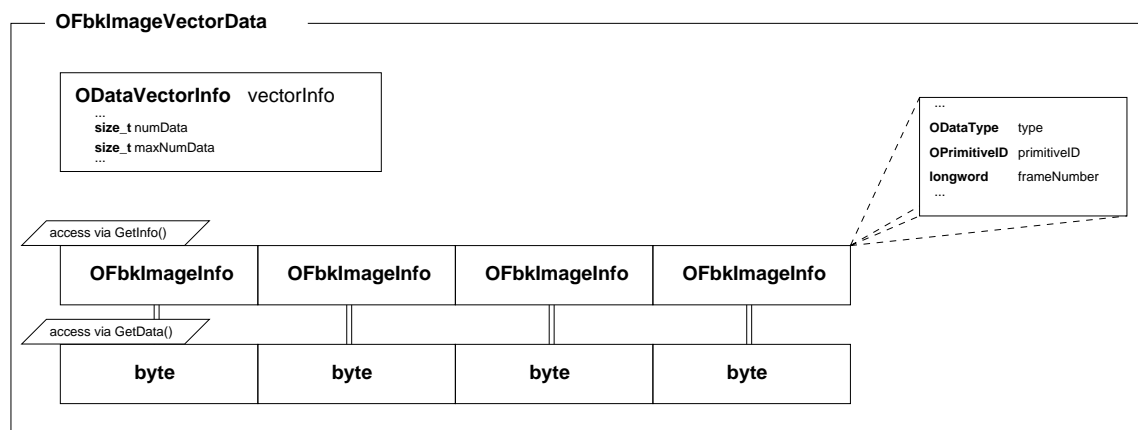 OFbkImageVectorData
ODataVectorInfo vectorInfo
...
size_t numData
size_t maxNumData
...
...
ODataType type
OPrimitiveID primitiveID
longword frameNumber
...
access via GetInfo()
OFbkImageInfo OFbkImageInfo OFbkImageInfo OFbkImageInfo
access via GetData()
byte byte byte byte